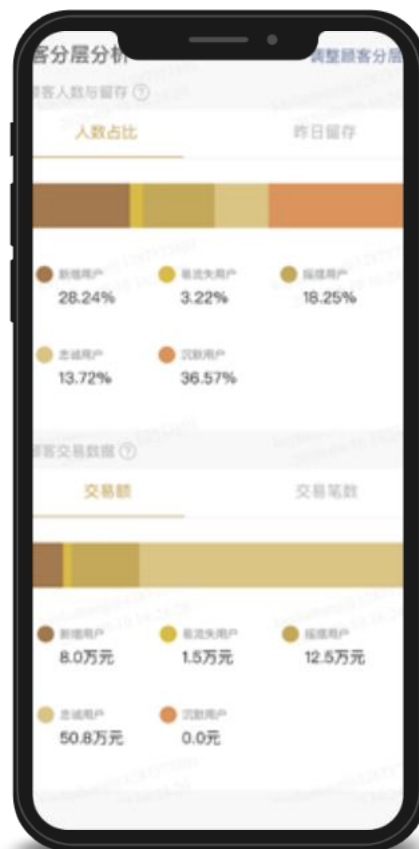 客分层分析
调整顾客分层
顾客人数与留存 ?
人数占比 昨日留存
新增用户 易流失用户 摇摆用户
28.24% 3.22% 18.25%
忠诚用户 沉默用户
13.72% 36.57%
顾客交易数据 ?
交易额 交易笔数
新增用户 易流失用户 摇摆用户
8.0万元 1.5万元 12.5万元
忠诚用户 沉默用户
50.8万元 0.0元